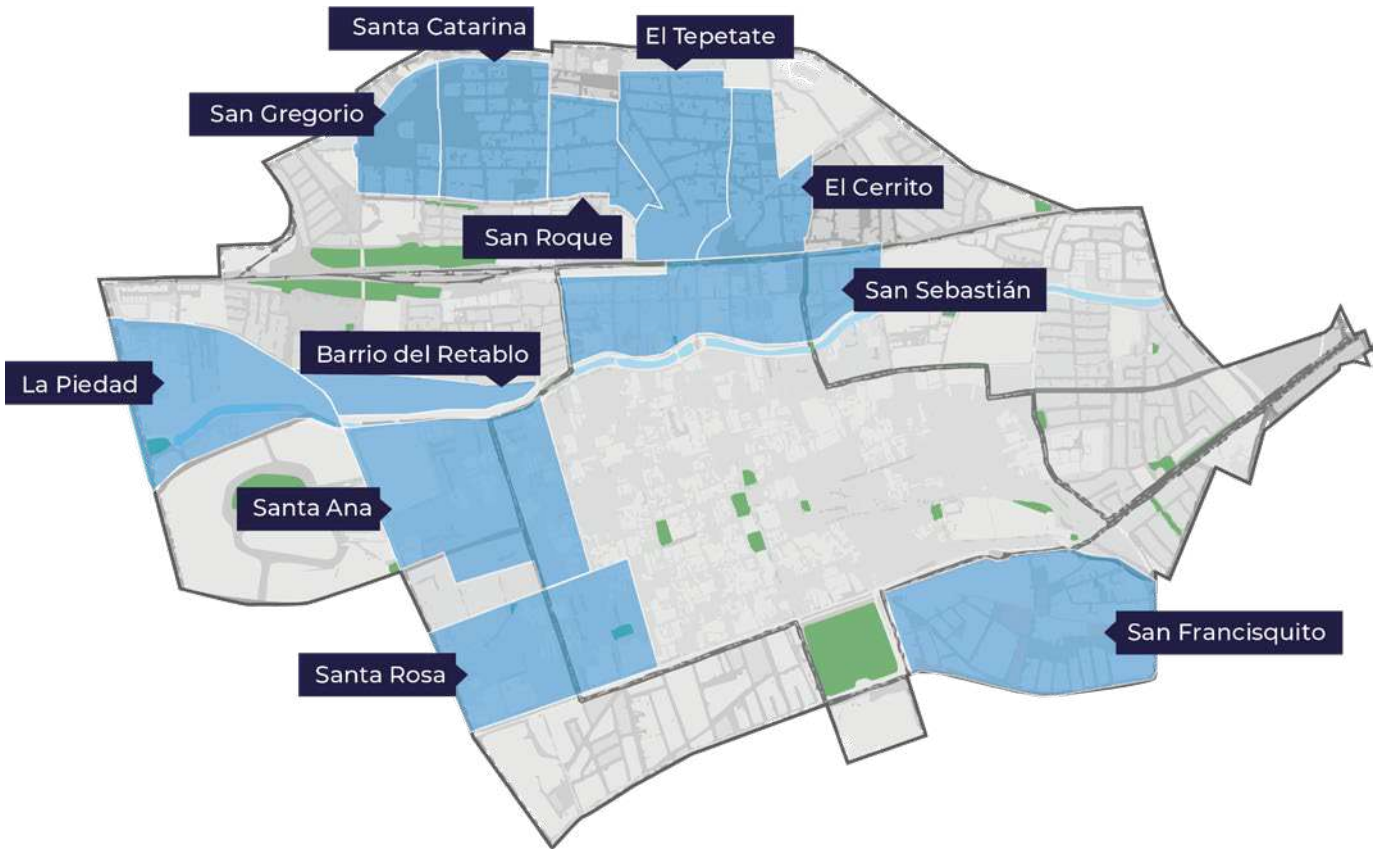 Santa Catarina
El Tepetate
San Gregorio
El Cerrito
San Roque
San Sebastián
Barrio del Retablo
La Piedad
Santa Ana
San Francisquito
Santa Rosa